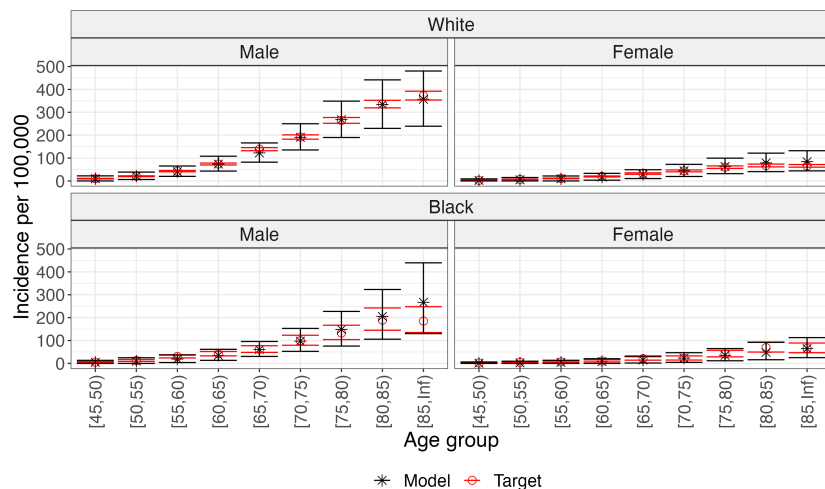 White
Male Female
500
400
300
200
100
0
Black
Male Female
500
400
300
200
100
0
Incidence per 100,000
[45,50) [50,55) [55,60) [60,65) [65,70) [70,75) [75,80) [80,85) [85,Inf) [45,50) [50,55) [55,60) [60,65) [65,70) [70,75) [75,80) [80,85) [85,Inf)
Age group
Model Target